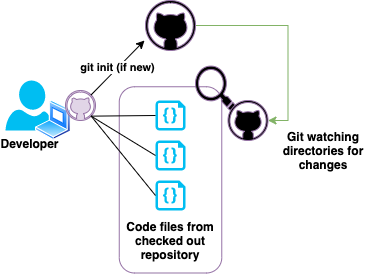 git init (if new)
Developer
Git watching
directories for
changes
Code files from
checked out
repository